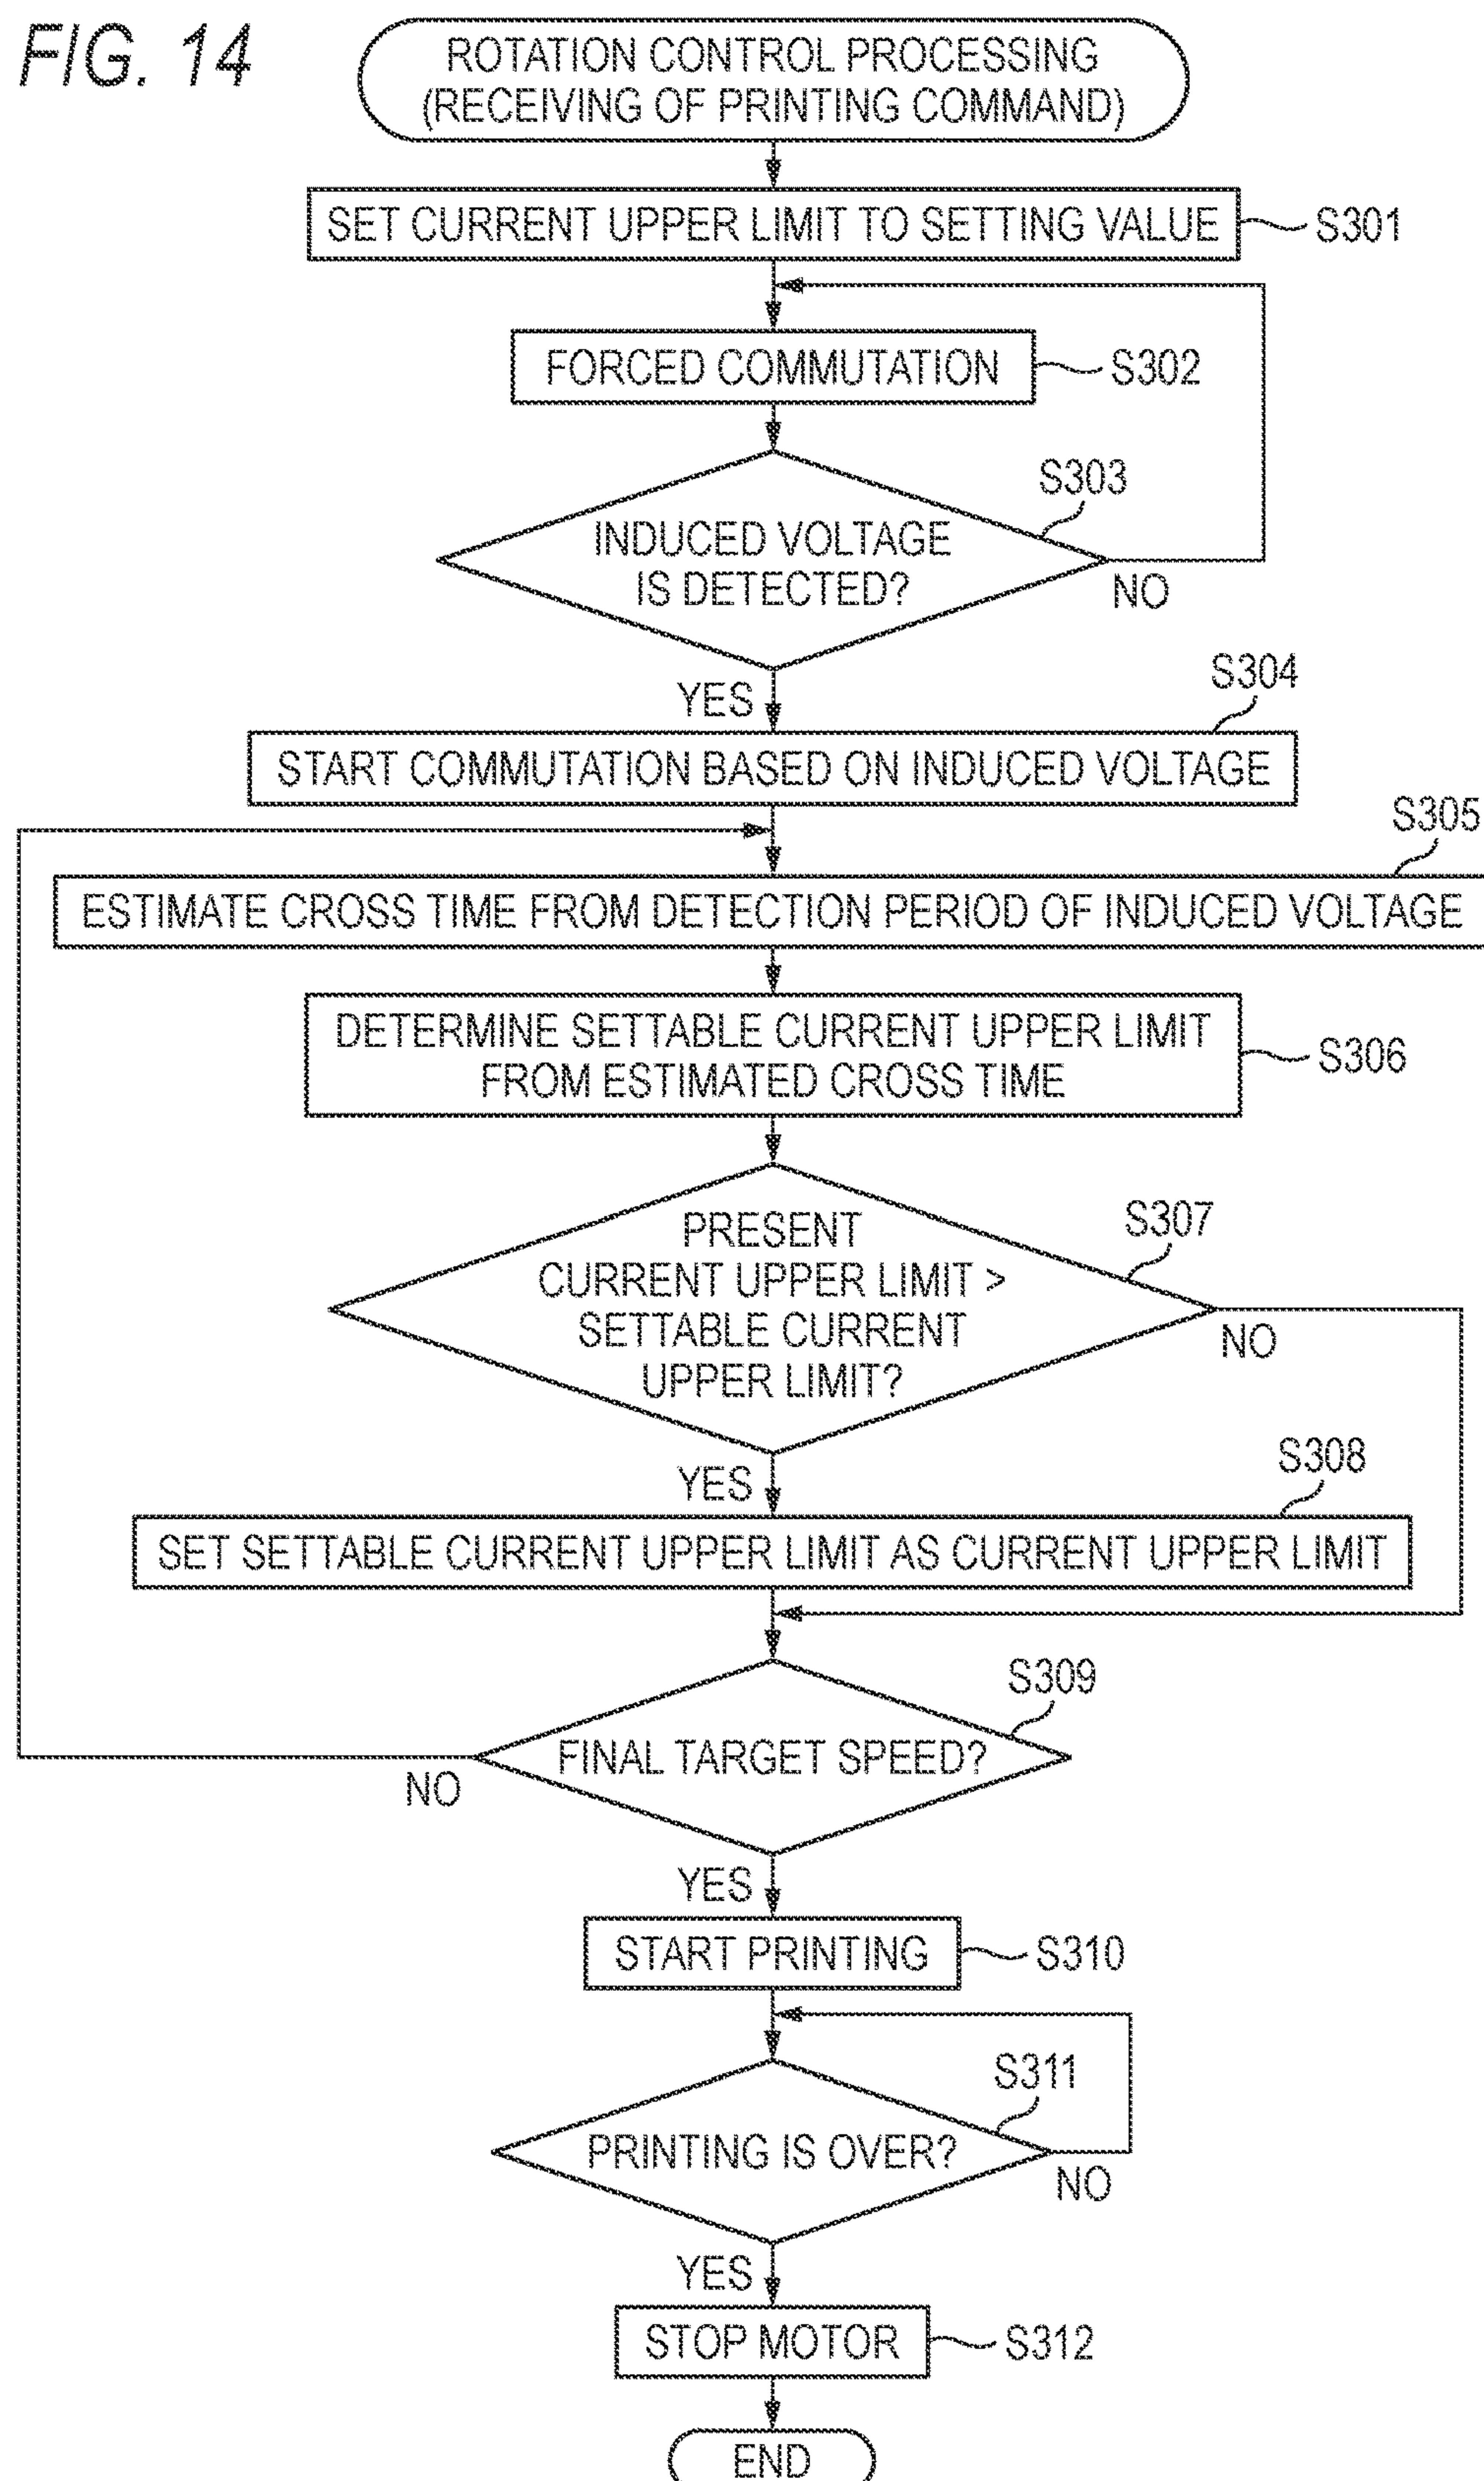 FIG. 14
ROTATION CONTROL PROCESSING
(RECEIVING OF PRINTING COMMAND)
SET CURRENT UPPER LIMIT TO SETTING VALUE
S301
FORCED COMMUTATION
S302
S303
INDUCED VOLTAGE
IS DETECTED?
NO
YES
S304
START COMMUTATION BASED ON INDUCED VOLTAGE
S305
ESTIMATE CROSS TIME FROM DETECTION PERIOD OF INDUCED VOLTAGE
DETERMINE SETTABLE CURRENT UPPER LIMIT
FROM ESTIMATED CROSS TIME
S306
S307
PRESENT
CURRENT UPPER LIMIT >
SETTABLE CURRENT
UPPER LIMIT?
NO
YES
S308
SET SETTABLE CURRENT UPPER LIMIT AS CURRENT UPPER LIMIT
S309
FINAL TARGET SPEED?
NO
YES
START PRINTING
S310
S311
PRINTING IS OVER?
NO
YES
STOP MOTOR
S312
END